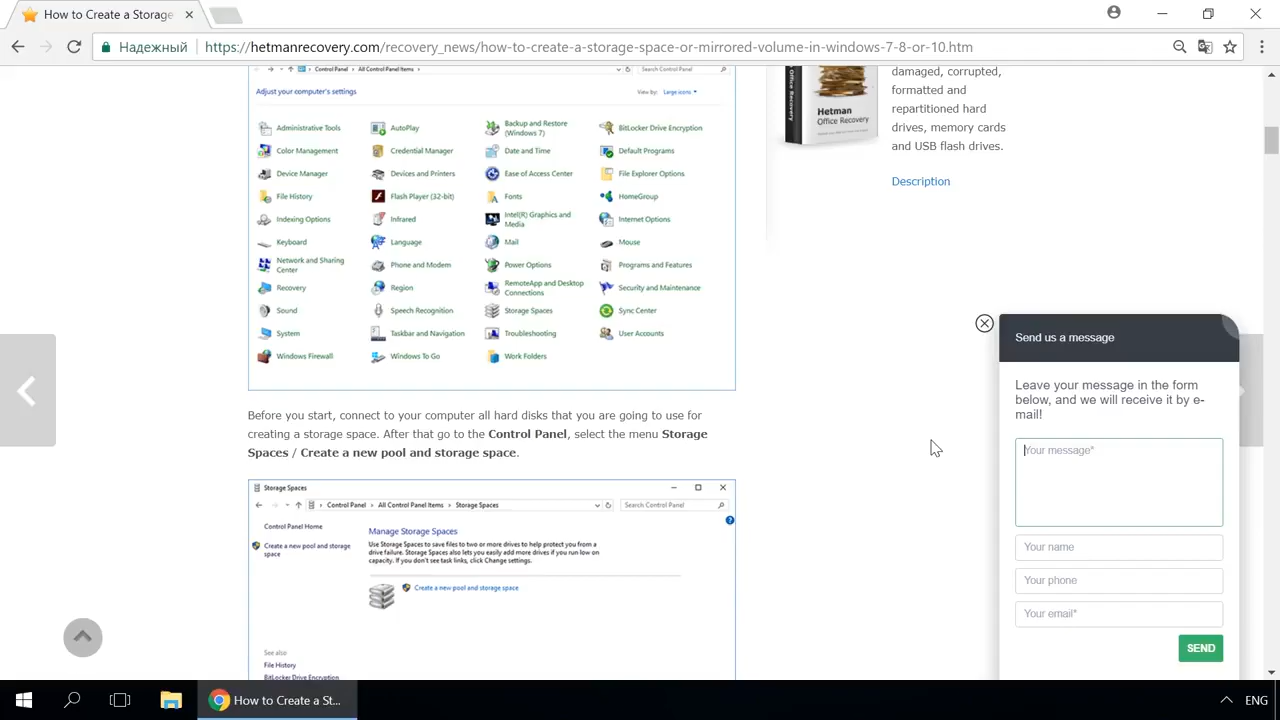 How to Create a Storage
Надежный
https://hetmanrecovery.com/recovery_news/how-to-create-a-storage-space-or-mirrored-volume-in-windows-7-8-or-10.htm
Control Panel › All Control Panel Items ›
Search Control Panel
Adjust your computer's settings
View by: Large icons
Administrative Tools
AutoPlay
Backup and Restore
(Windows 7)
BitLocker Drive Encryption
Color Management
Credential Manager
Date and Time
Default Programs
Device Manager
Devices and Printers
Ease of Access Center
File Explorer Options
File History
Flash Player (32-bit)
Fonts
HomeGroup
Indexing Options
Infrared
Intel(R) Graphics and
Media
Internet Options
Keyboard
Language
Mail
Mouse
Network and Sharing
Center
Phone and Modem
Power Options
Programs and Features
Recovery
Region
RemoteApp and Desktop
Connections
Security and Maintenance
Sound
Speech Recognition
Storage Spaces
Sync Center
System
Taskbar and Navigation
Troubleshooting
User Accounts
Windows Firewall
Windows To Go
Work Folders
Before you start, connect to your computer all hard disks that you are going to use for
creating a storage space. After that go to the Control Panel, select the menu Storage
Spaces / Create a new pool and storage space.
Storage Spaces
Control Panel › All Control Panel Items › Storage Spaces
Search Control Panel
Control Panel Home
Create a new pool and storage
space
Manage Storage Spaces
Use Storage Spaces to save files to two or more drives to help protect you from a
drive failure. Storage Spaces also lets you easily add more drives if you run low on
capacity. If you don't see task links, click Change settings.
Create a new pool and storage space
See also
File History
BitLocker Drive Encryption
Office Recovery
Hetman
Office Recovery
damaged, corrupted,
formatted and
repartitioned hard
drives, memory cards
and USB flash drives.
Description
Send us a message
Leave your message in the form
below, and we will receive it by e-
mail!
Your message*
Your name
Your phone
Your email*
SEND
How to Create a St...
ENG